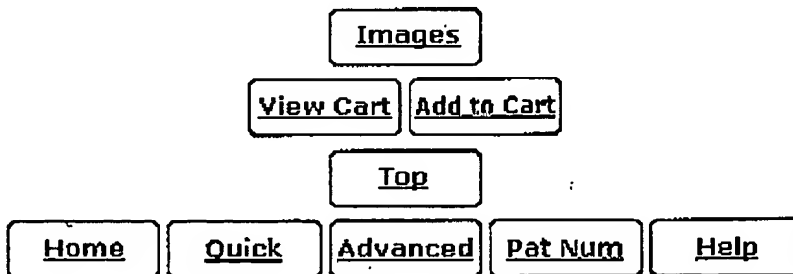 Images
View Cart Add to Cart
Top
Home Quick Advanced Pat Num Help